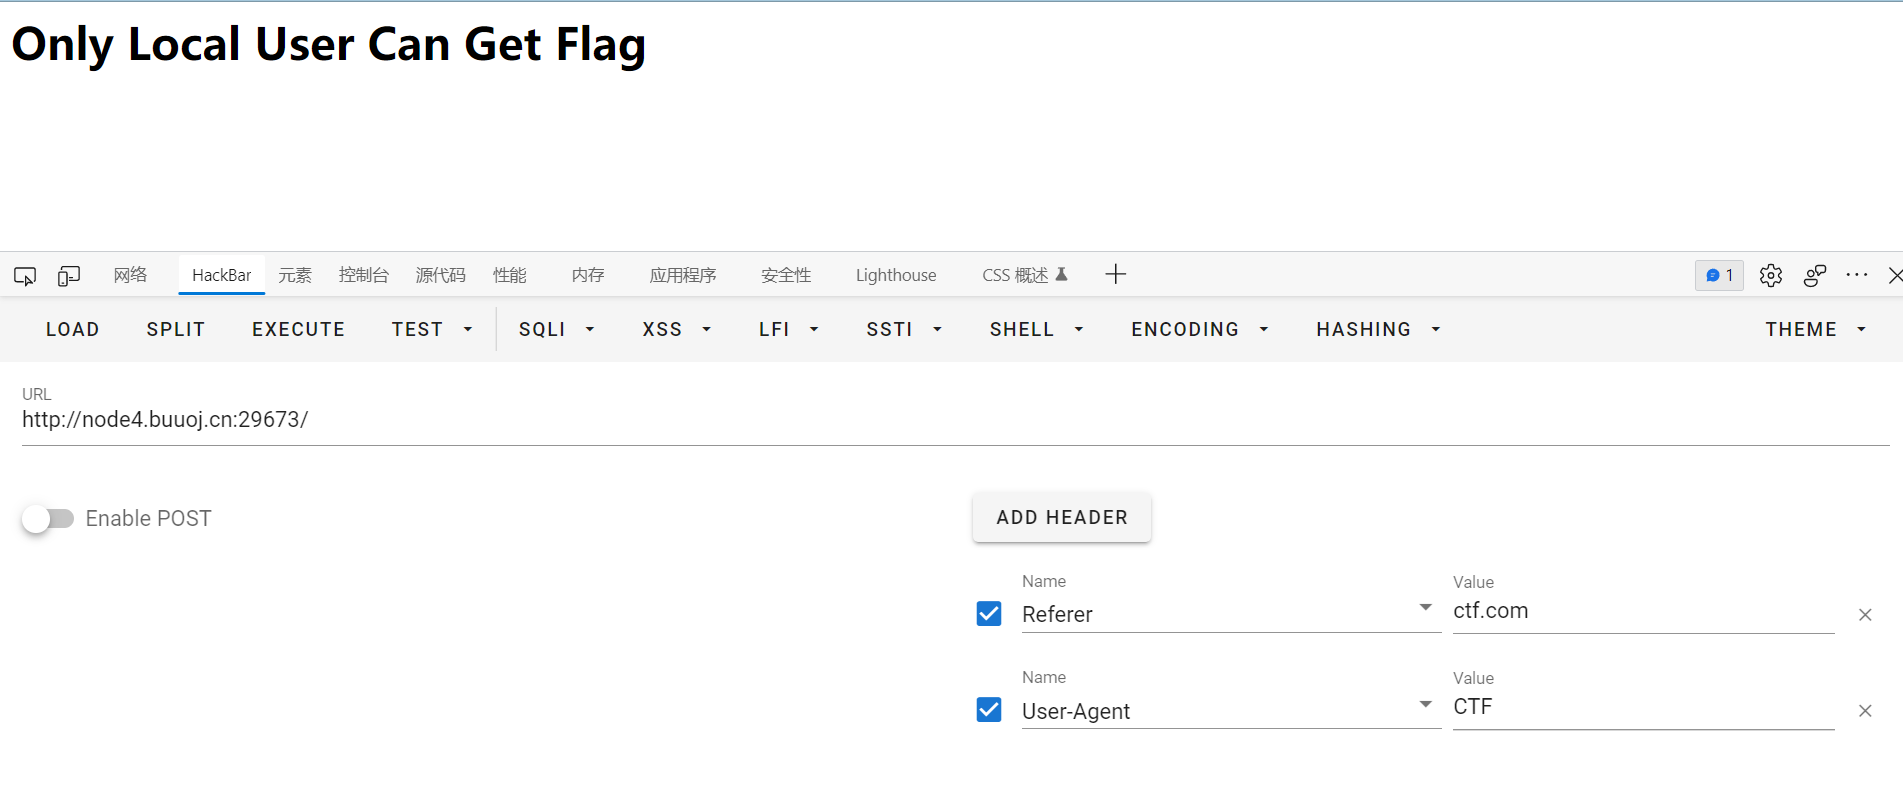 Only Local User Can Get Flag
网络 HackBar 元素 控制台 源代码 性能 内存 应用程序 安全性 Lighthouse CSS 概述 1
LOAD SPLIT EXECUTE TEST SQLI XSS LFI SSTI SHELL ENCODING HASHING THEME
URL
http://node4.buuoj.cn:29673/
Enable POST ADD HEADER
Name Value
Referer ctf.com
Name Value
User-Agent CTF